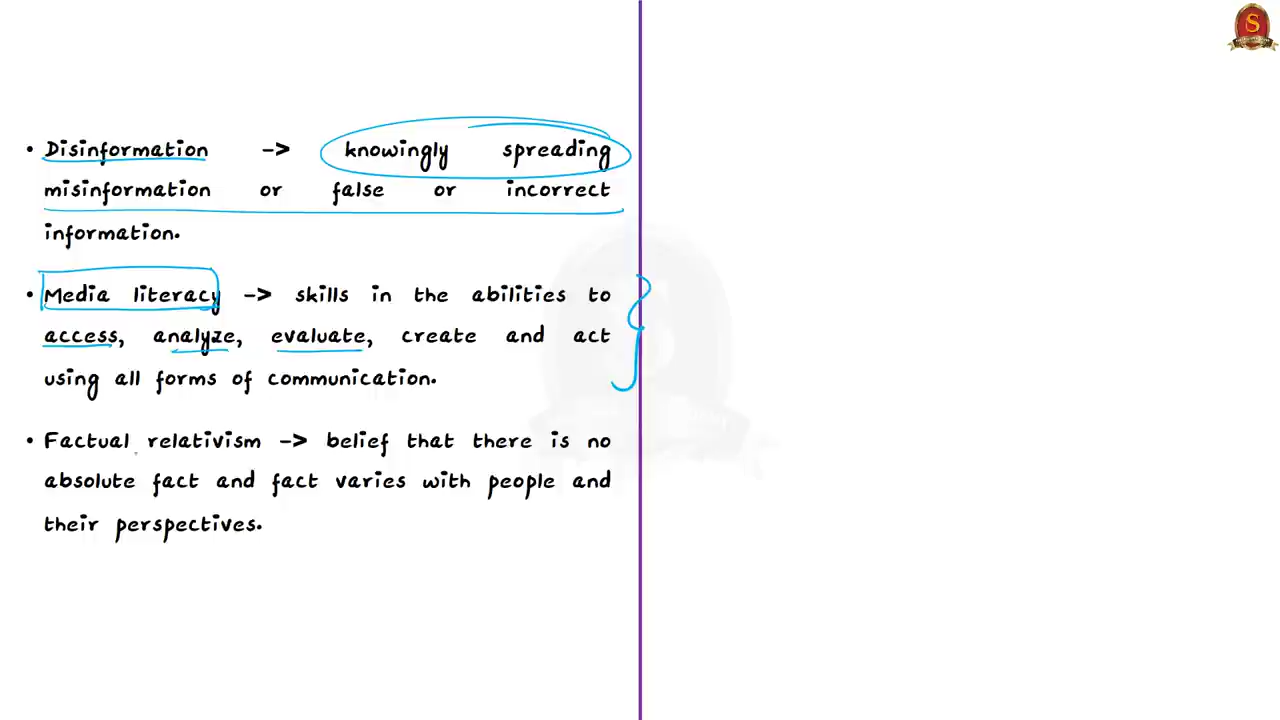 • Disinformation -> knowingly spreading
misinformation or false or incorrect
information.
• Media literacy -> skills in the abilities to
access, analyze, evaluate, create and act
using all forms of communication.
• Factual relativism -> belief that there is no
absolute fact and fact varies with people and
their perspectives.
S